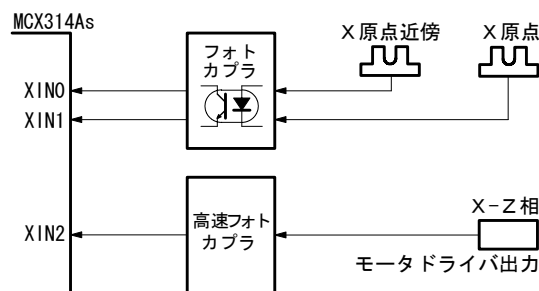 MCX314As
X原点近傍
X原点
フォト
カプラ
XIN0
XIN1
X-Z相
高速フォト
カプラ
XIN2
モータドライバ出力